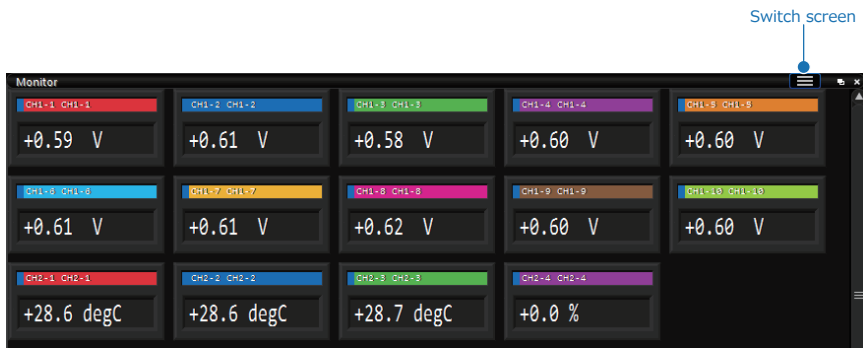 Switch screen
Monitor
CH1-1 CH1-1
CH1-2 CH1-2
CH1-3 CH1-3
CH1-4 CH1-4
CH1-5 CH1-5
+0.59 V
+0.61 V
+0.58 V
+0.60 V
+0.60 V
CH1-6 CH1-6
CH1-7 CH1-7
CH1-8 CH1-8
CH1-9 CH1-9
CH1-10 CH1-10
+0.61 V
+0.61 V
+0.62 V
+0.60 V
+0.60 V
CH2-1 CH2-1
CH2-2 CH2-2
CH2-3 CH2-3
CH2-4 CH2-4
+28.6 degC
+28.6 degC
+28.7 degC
+0.0 %